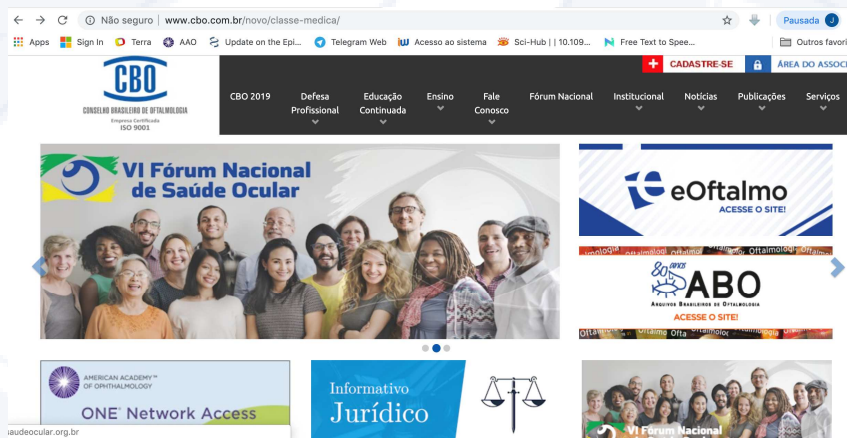 Não seguro | www.cbo.com.br/novo/classe-medica/
Pausada J
Apps Sign In Terra AAO Update on the Epi... Telegram Web Acesso ao sistema Sci-Hub | | 10.109... Free Text to Spee... Outros favori
CADASTRE-SE ÁREA DO ASSOCI
CBO
CONSELHO BRASILEIRO DE OFTALMOLOGIA
Empresa Certificada
ISO 9001
CBO 2019
Defesa
Profissional
Educação
Continuada
Ensino
Fale
Conosco
Fórum Nacional
Institucional
Notícias
Publicações
Serviços
VI Fórum Nacional
de Saúde Ocular
eOftalmo
ACESSE O SITE!
80 anos
ABO
ARQUIVOS BRASILEIROS DE OFTALMOLOGIA
ACESSE O SITE!
AMERICAN ACADEMY™
OF OPHTHALMOLOGY
ONE® Network Access
Informativo
Jurídico
VI Fórum Nacional
saudeocular.org.br